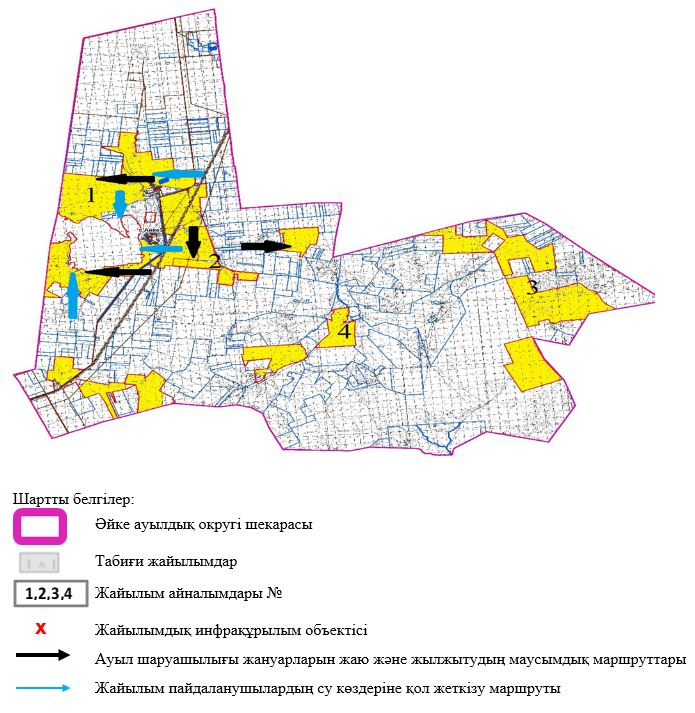 1
2
3
4
Шартты белгілер:
Әйке ауылдық округі шекарасы
Табиғи жайылымдар
1,2,3,4 Жайылым айналымдары №
X Жайылымдық инфрақұрылым объектісі
Ауыл шаруашылығы жануарларын жаю және жылжытудың маусымдық маршруттары
Жайылым пайдаланушылардың су көздеріне қол жеткізу маршруты